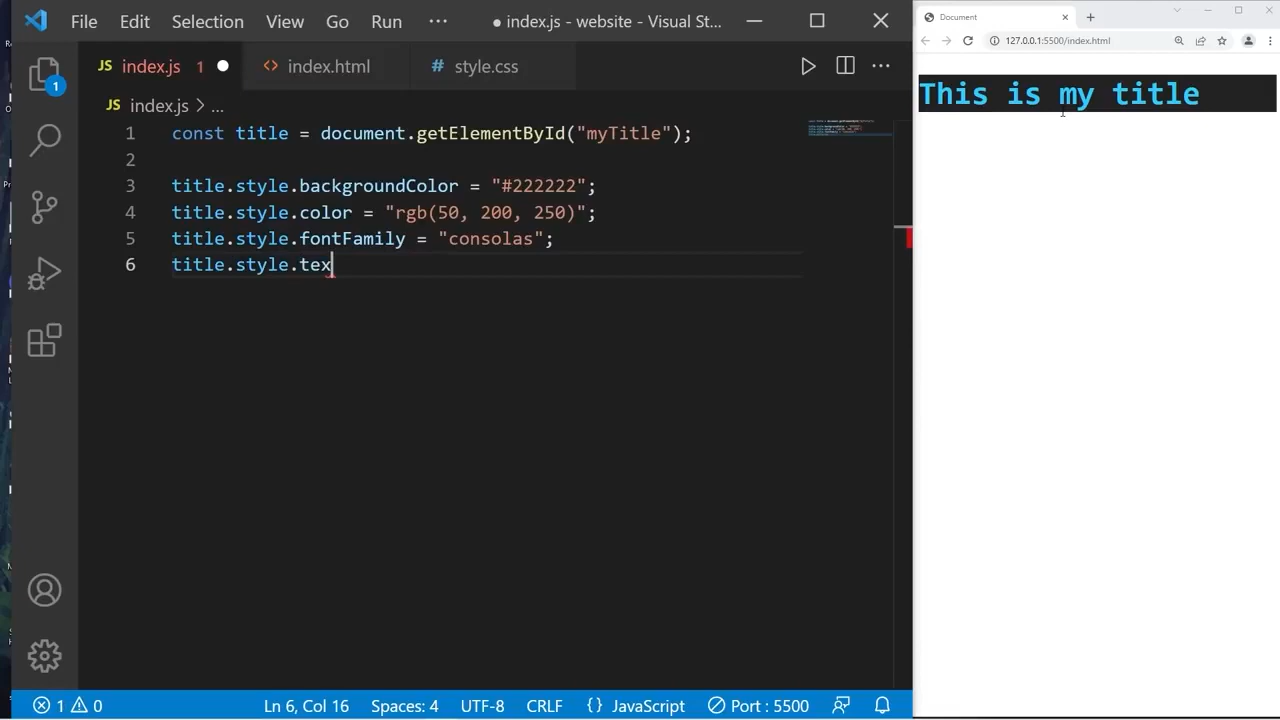 File Edit Selection View Go Run ··· ● index.js - website - Visual St...
JS index.js 1 ● <> index.html # style.css
JS index.js > ...
1 const title = document.getElementById("myTitle");
2
3 title.style.backgroundColor = "#222222";
4 title.style.color = "rgb(50, 200, 250)";
5 title.style.fontFamily = "consolas";
6 title.style.tex
1 0 Ln 6, Col 16 Spaces: 4 UTF-8 CRLF {} JavaScript Port : 5500
1
Document
127.0.0.1:5500/index.html
This is my title